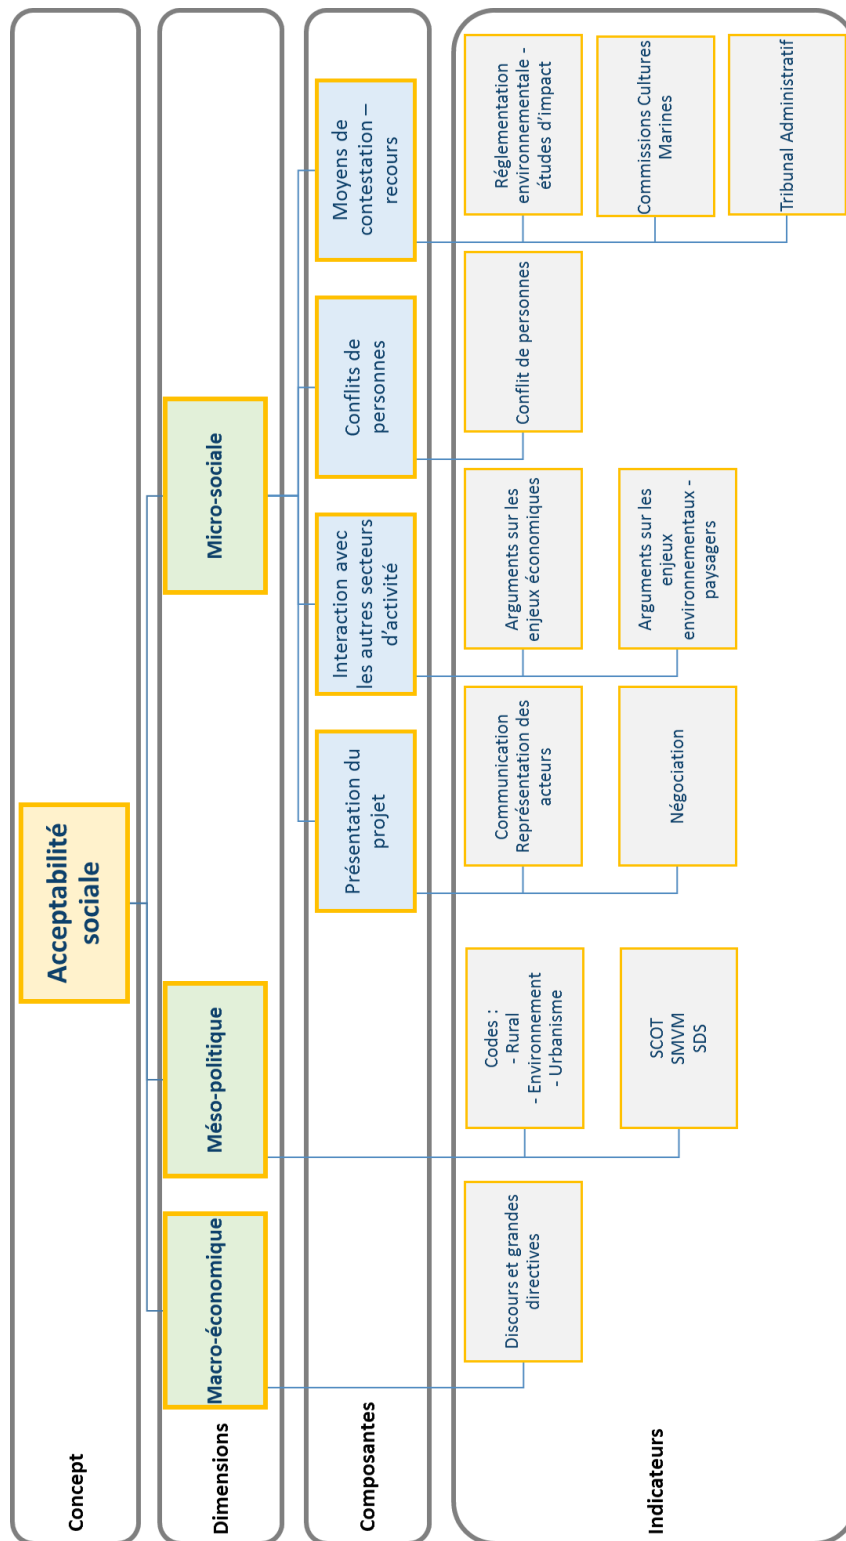 Concept
Acceptabilité
sociale
Dimensions
Macro-économique
Méso-politique
Micro-sociale
Composantes
Présentation du
projet
Interaction avec
les autres secteurs
d’activité
Conflits de
personnes
Moyens de
contestation –
recours
Indicateurs
Discours et grandes
directives
Codes :
- Rural
- Environnement
- Urbanisme
SCOT
SMVM
SDS
Communication
Représentation des
acteurs
Négociation
Arguments sur les
enjeux économiques
Arguments sur les
enjeux
environnementaux -
paysagers
Conflit de personnes
Réglementation
environnementale -
études d’impact
Commissions Cultures
Marines
Tribunal Administratif